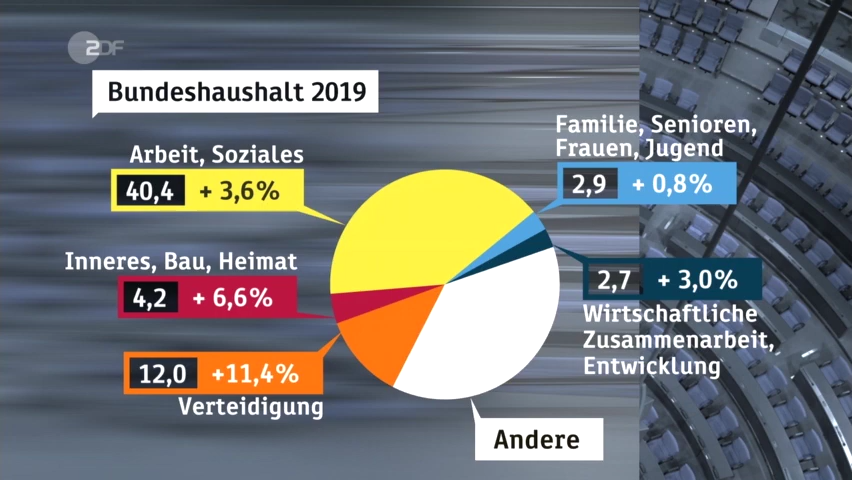 ZDF
Bundeshaushalt 2019
Arbeit, Soziales
40,4 + 3,6%
Inneres, Bau, Heimat
4,2 + 6,6%
12,0 +11,4%
Verteidigung
Familie, Senioren,
Frauen, Jugend
2,9 + 0,8%
2,7 + 3,0%
Wirtschaftliche
Zusammenarbeit,
Entwicklung
Andere